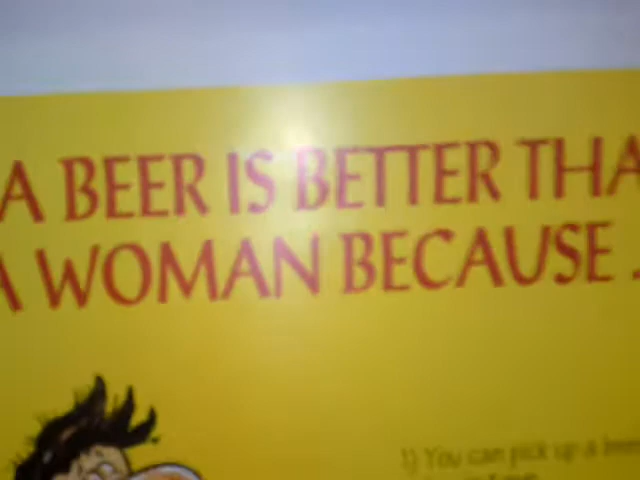 A BEER IS BETTER THA
A WOMAN BECAUSE .
1) You can pick up a